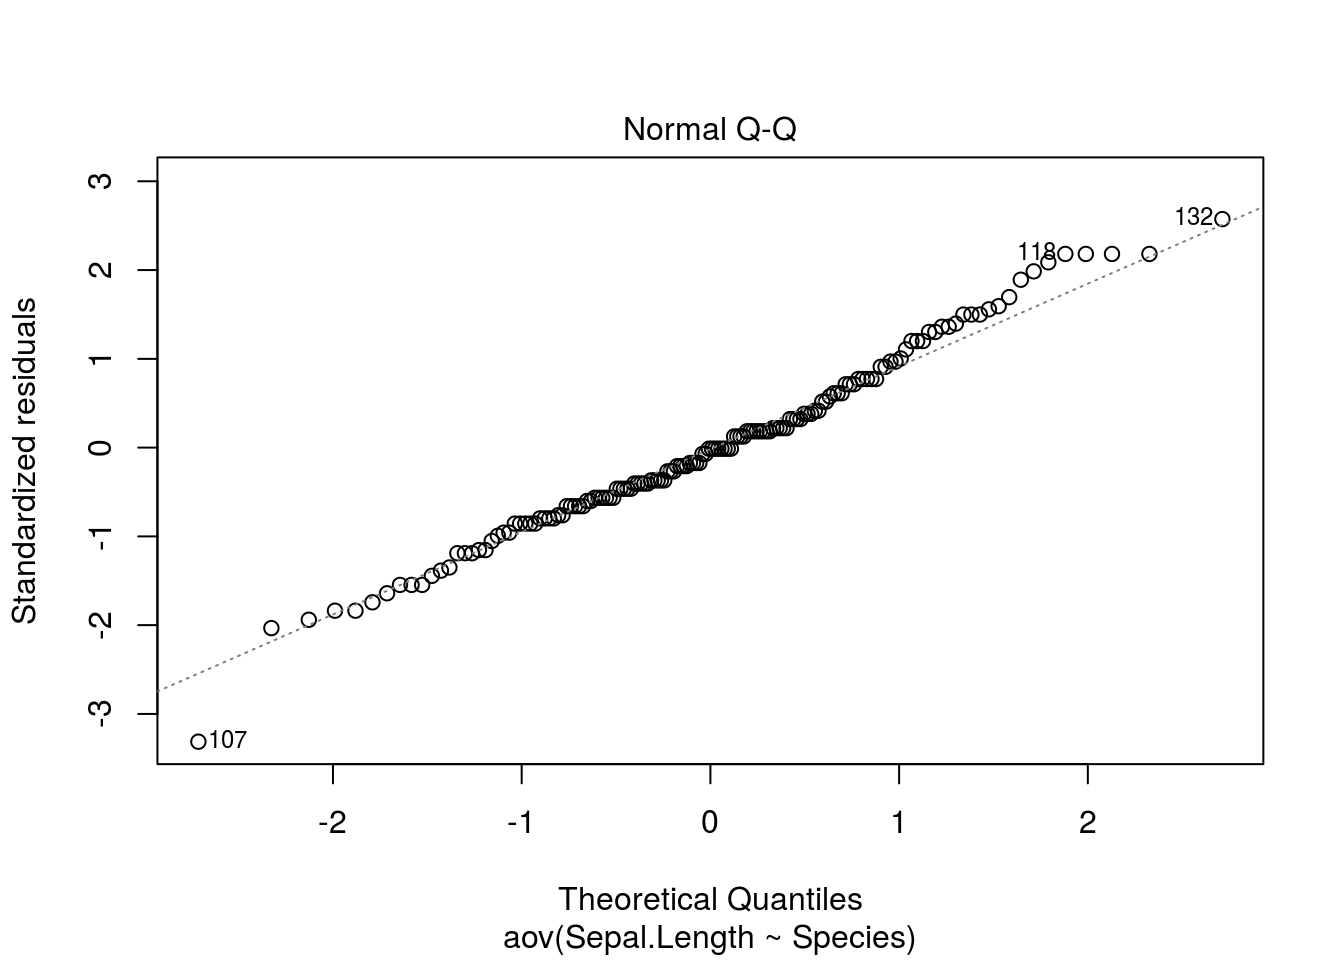 Normal Q-Q
3
2
1
0
-1
-2
-3
Standardized residuals
132
118
107
-2 -1 0 1 2
Theoretical Quantiles
aov(Sepal.Length ~ Species)